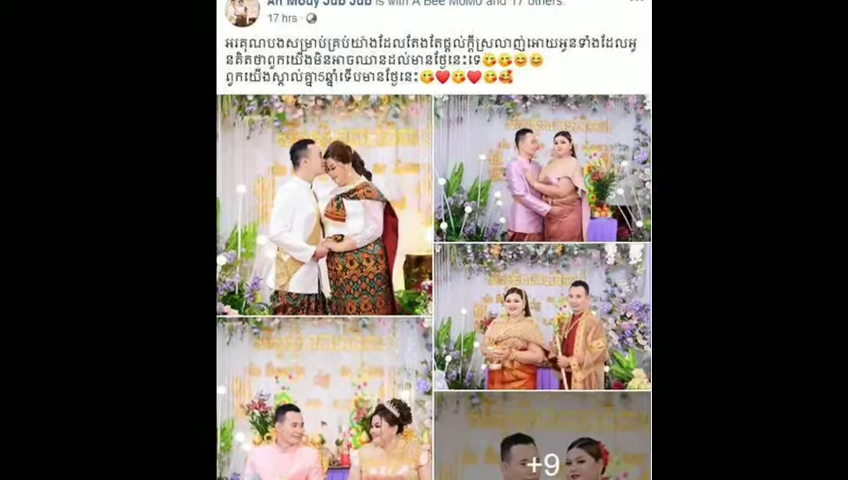 An Mody Jub Jub is with A Bee MoMo and 17 others.
17 hrs ·
អរគុណបងសម្រាប់គ្រប់យ៉ាងដែលតែងតែផ្ដល់ក្ដីស្រលាញ់អោយអូនទាំងដែលអូ
នគិតថាពួកយើងមិនអាចឈានដល់មានថ្ងៃនេះទេ😘😘😊😊
ពួកយើងស្គាល់គ្នា5ឆ្នាំទើបមានថ្ងៃនេះ😘❤️😘❤️😘🥰
+9